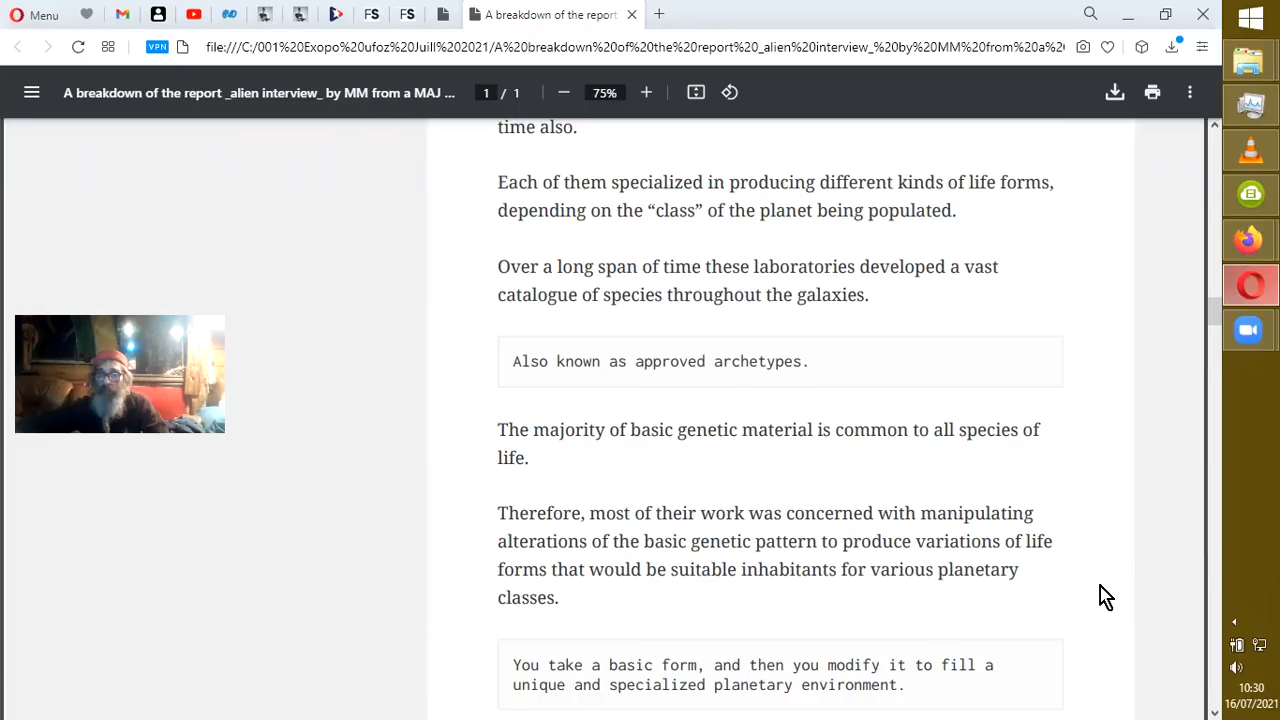 Menu
FS
FS
A breakdown of the report
VPN
file:///C:/001%20Exopo%20ufoz%20Juill%202021/A%20breakdown%20of%20the%20report%20_alien%20interview_%20by%20MM%20from%20a%20
A breakdown of the report _alien interview_ by MM from a MAJ ...
1 / 1
75%
time also.
Each of them specialized in producing different kinds of life forms,
depending on the “class” of the planet being populated.
Over a long span of time these laboratories developed a vast
catalogue of species throughout the galaxies.
Also known as approved archetypes.
The majority of basic genetic material is common to all species of
life.
Therefore, most of their work was concerned with manipulating
alterations of the basic genetic pattern to produce variations of life
forms that would be suitable inhabitants for various planetary
classes.
You take a basic form, and then you modify it to fill a
unique and specialized planetary environment.
10:30
16/07/2021